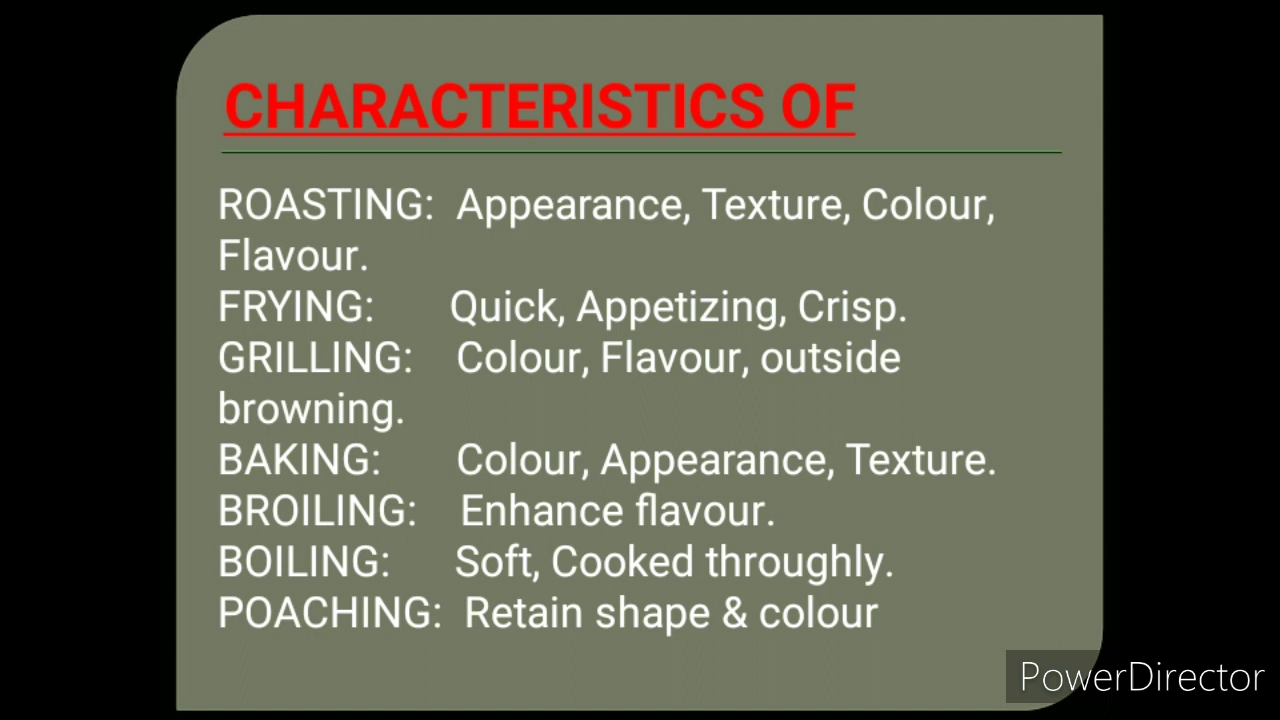 CHARACTERISTICS OF
ROASTING: Appearance, Texture, Colour,
Flavour.
FRYING: Quick, Appetizing, Crisp.
GRILLING: Colour, Flavour, outside
browning.
BAKING: Colour, Appearance, Texture.
BROILING: Enhance flavour.
BOILING: Soft, Cooked throughly.
POACHING: Retain shape & colour
PowerDirector